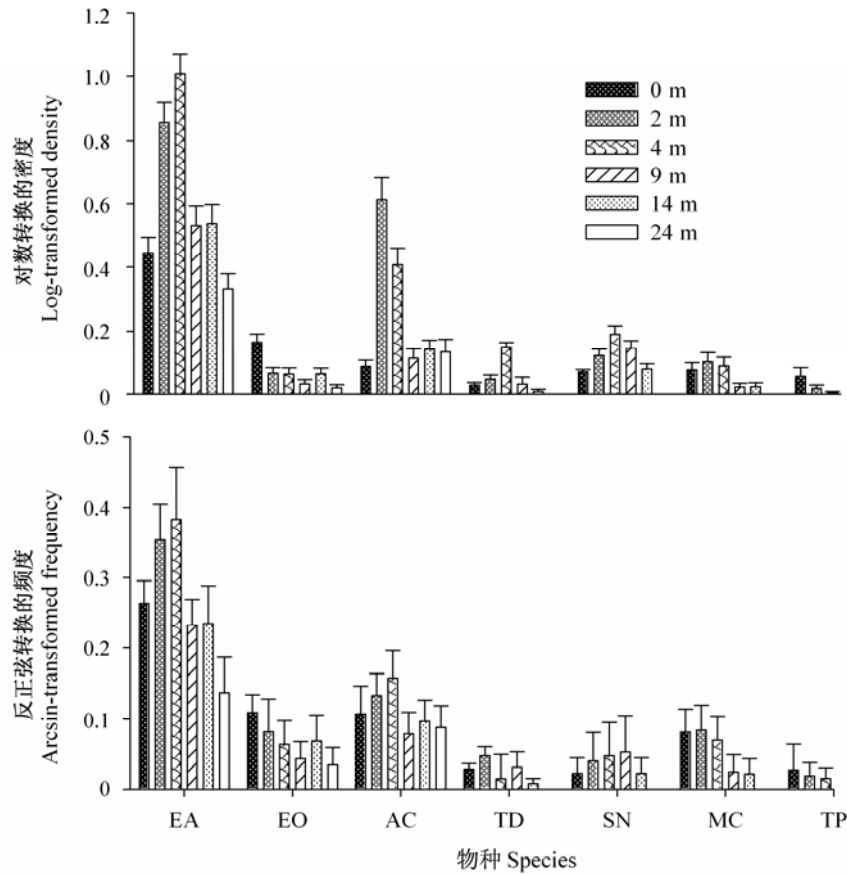 1.2
1.0
0.8
0.6
0.4
0.2
0
对数转换的密度
Log-transformed density
0 m
2 m
4 m
9 m
14 m
24 m
0.5
0.4
0.3
0.2
0.1
0
反正弦转换的频度
Arcsin-transformed frequency
EA EO AC TD SN MC TP
物种 Species